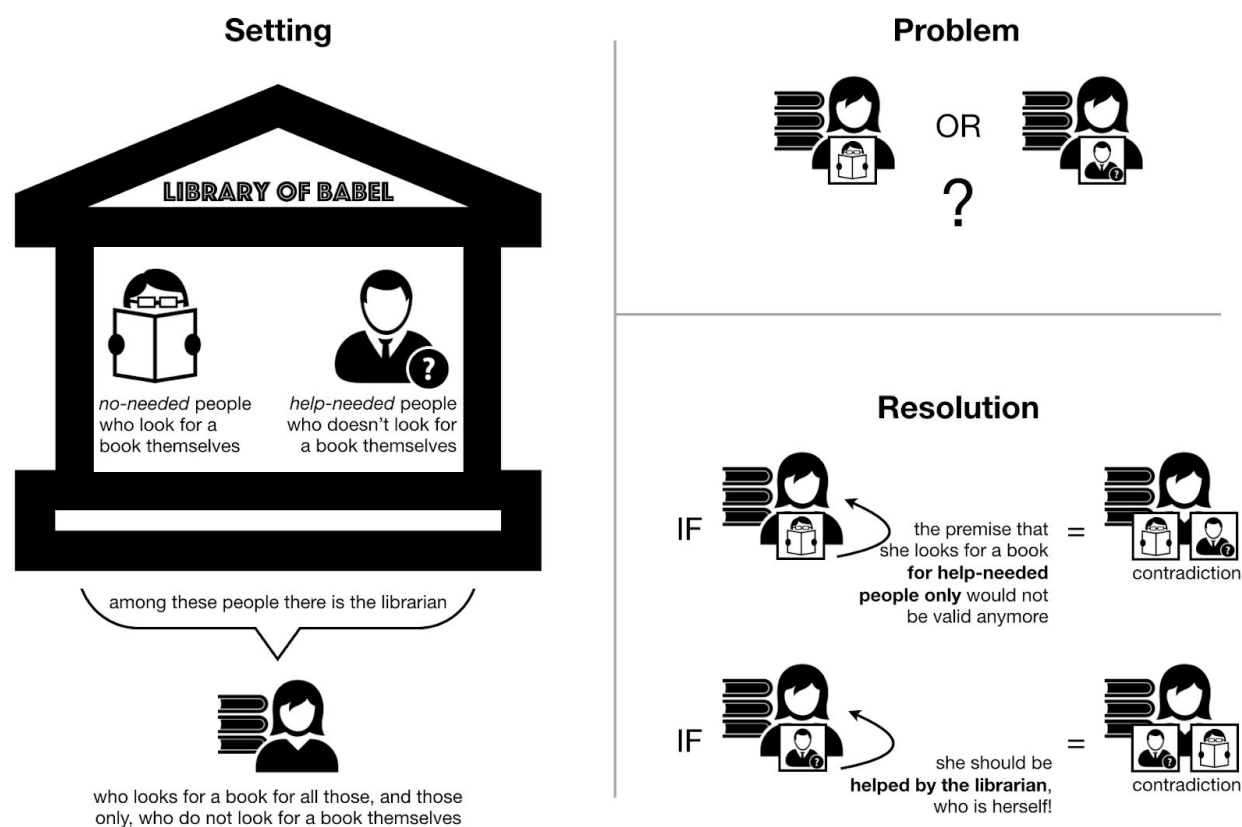 Setting
LIBRARY OF BABEL
no-needed people
who look for a
book themselves
help-needed people
who doesn't look for
a book themselves
?
among these people there is the librarian
who looks for a book for all those, and those
only, who do not look for a book themselves
Problem
OR
?
?
Resolution
IF
the premise that
she looks for a book
for help-needed
people only would not
be valid anymore
=
?
contradiction
IF
?
she should be
helped by the librarian,
who is herself!
=
?
contradiction